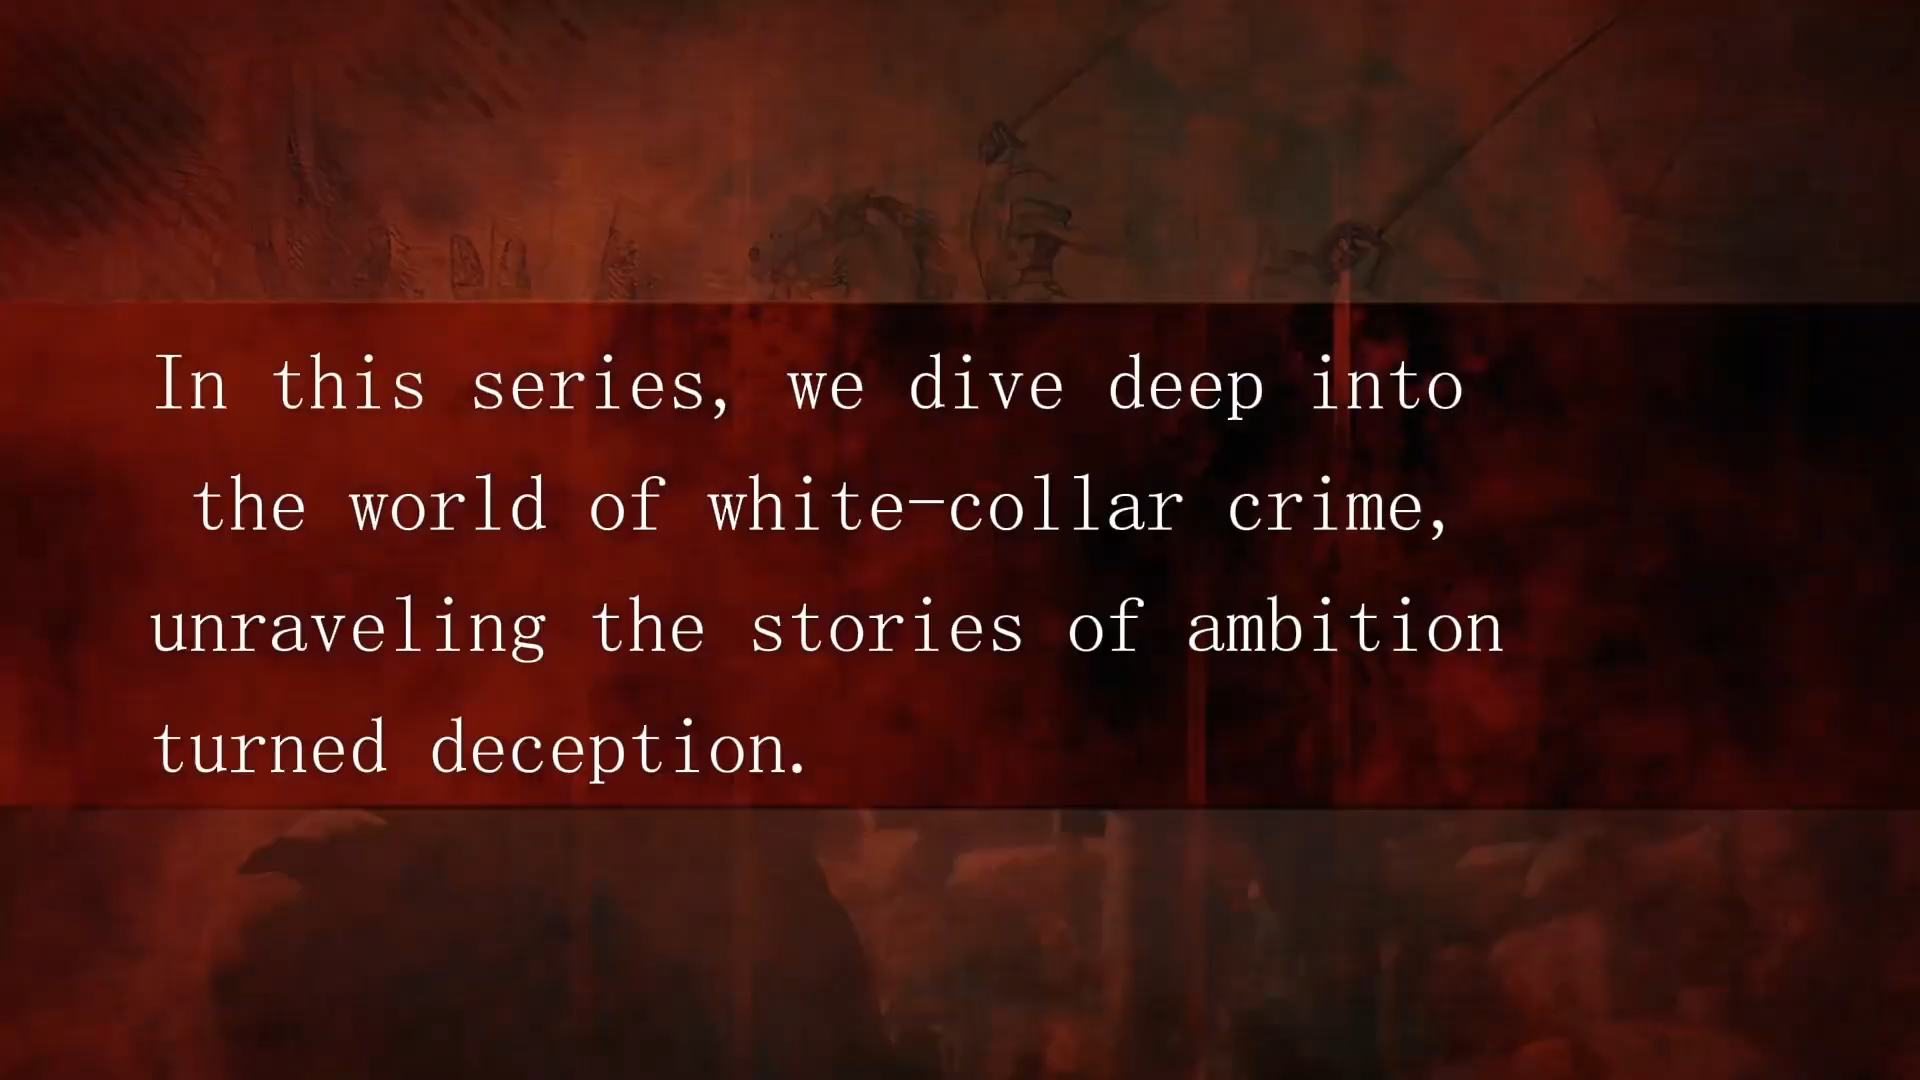 In this series, we dive deep into
the world of white-collar crime,
unraveling the stories of ambition
turned deception.